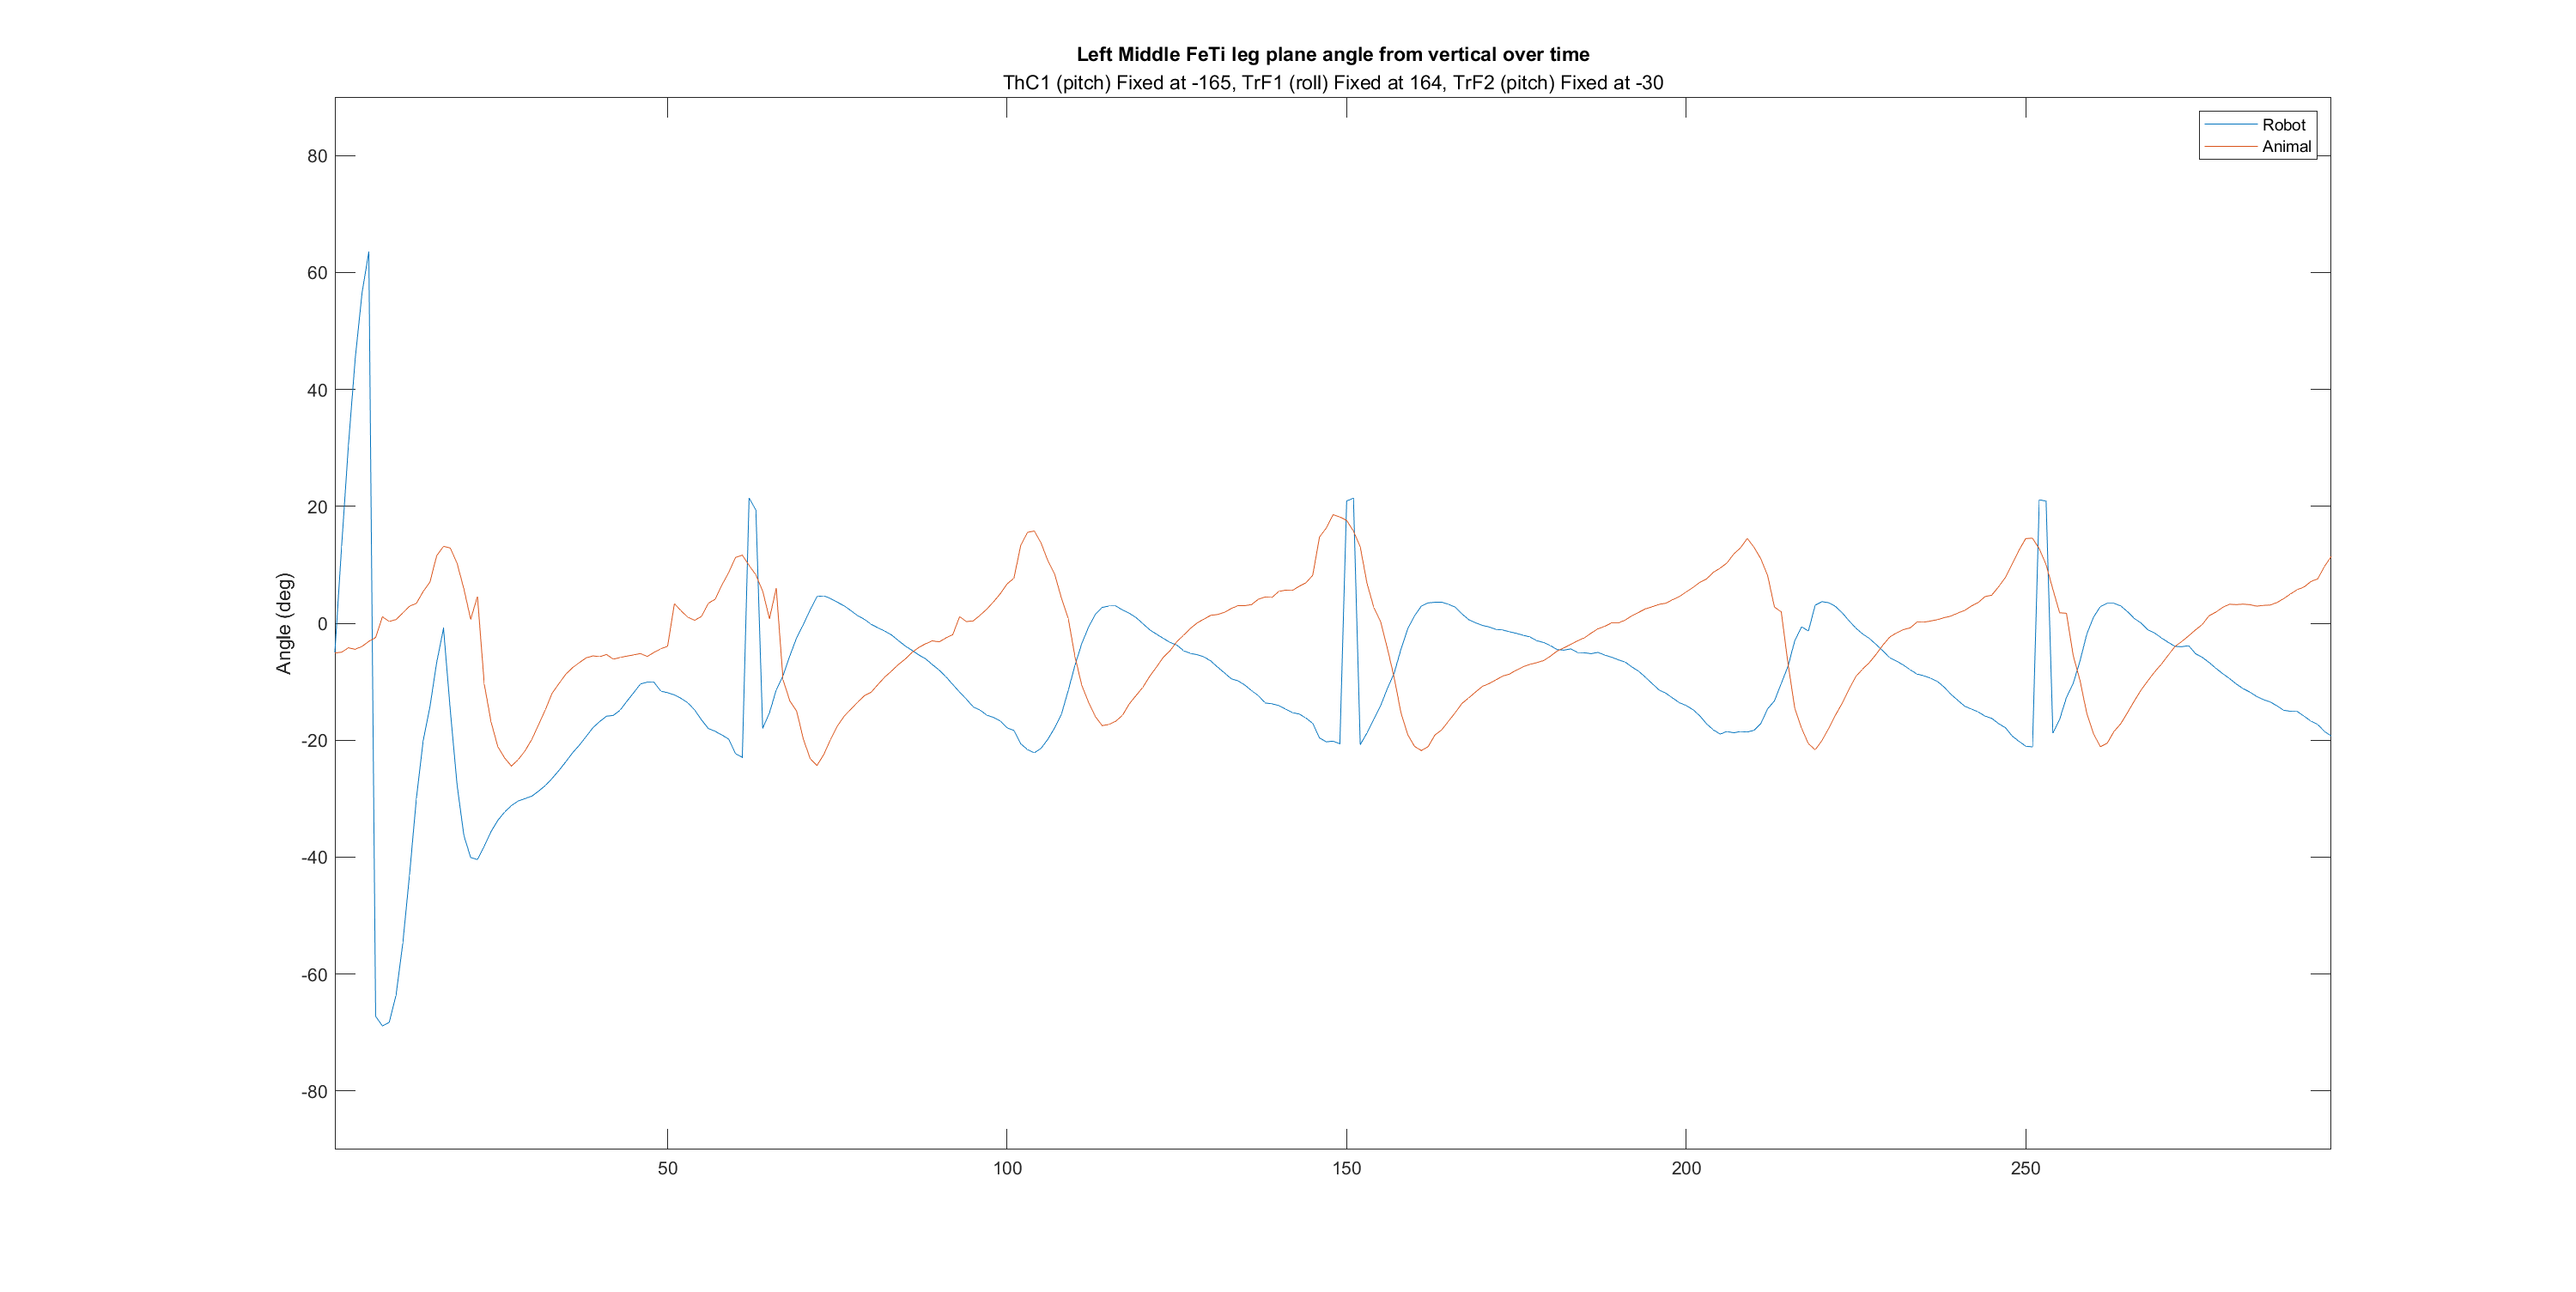 Left Middle FeTi leg plane angle from vertical over time
ThC1 (pitch) Fixed at -165, TrF1 (roll) Fixed at 164, TrF2 (pitch) Fixed at -30
Robot
Animal
Angle (deg)
80
60
40
20
0
-20
-40
-60
-80
50
100
150
200
250